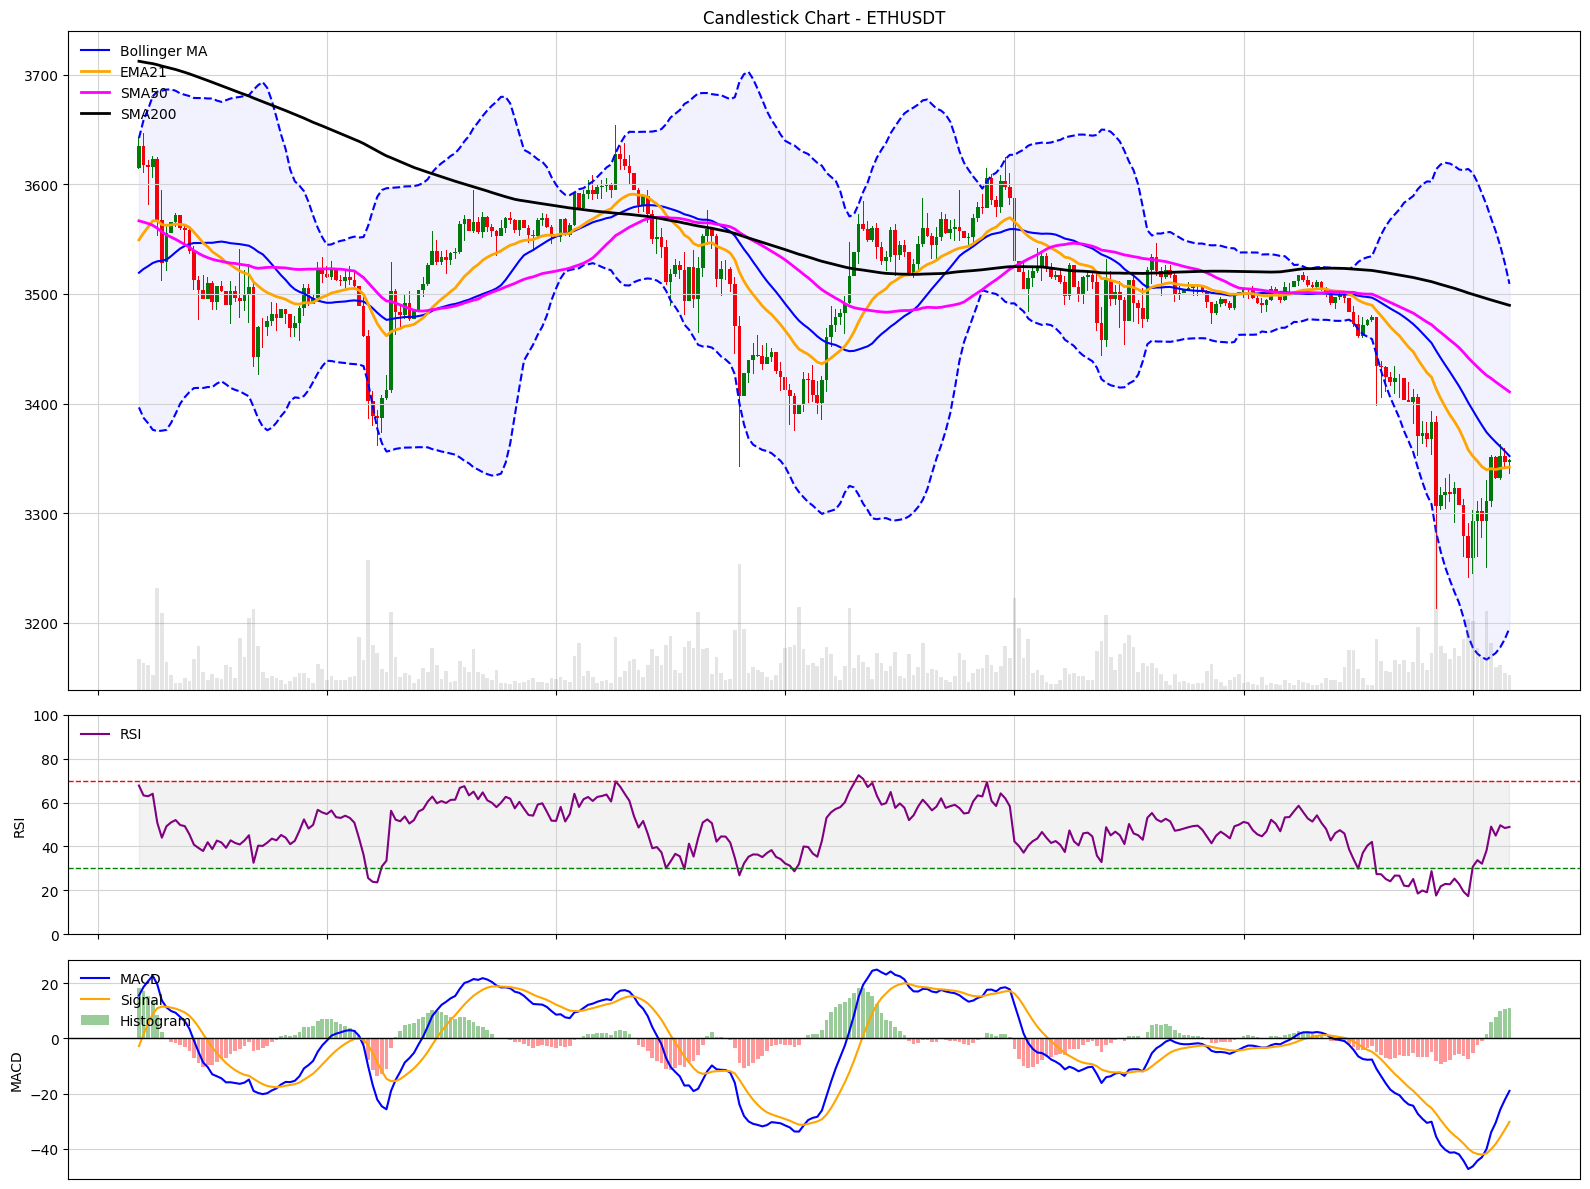 Candlestick Chart - ETHUSDT
Bollinger MA
EMA21
SMA50
SMA200
3700
3600
3500
3400
3300
3200
RSI
100
80
60
40
20
0
RSI
MACD
Signal
Histogram
20
0
−20
−40
MACD